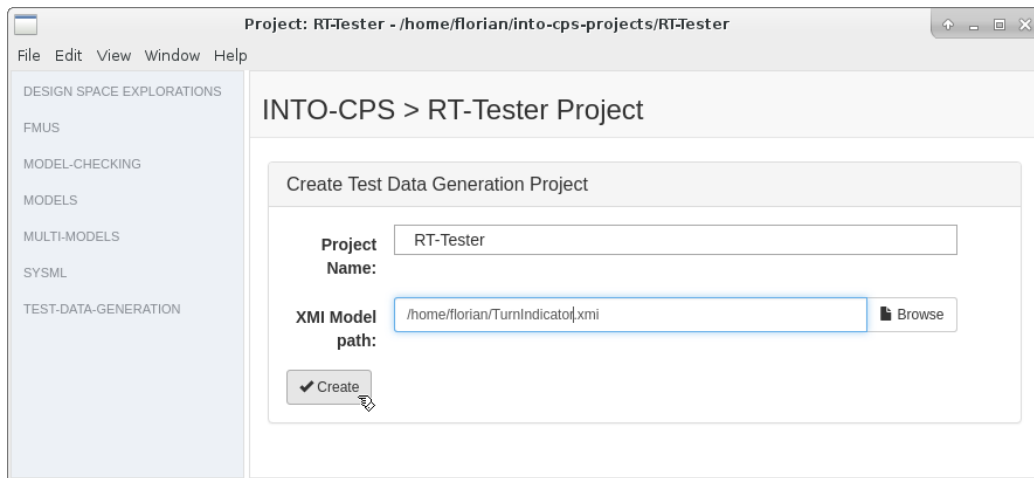 Project: RT-Tester - /home/florian/into-cps-projects/RT-Tester
File Edit View Window Help
DESIGN SPACE EXPLORATIONS
FMUS
MODEL-CHECKING
MODELS
MULTI-MODELS
SYSML
TEST-DATA-GENERATION
INTO-CPS > RT-Tester Project
Create Test Data Generation Project
Project
Name:
RT-Tester
XMI Model
path:
/home/florian/TurnIndicator.xmi
Browse
Create